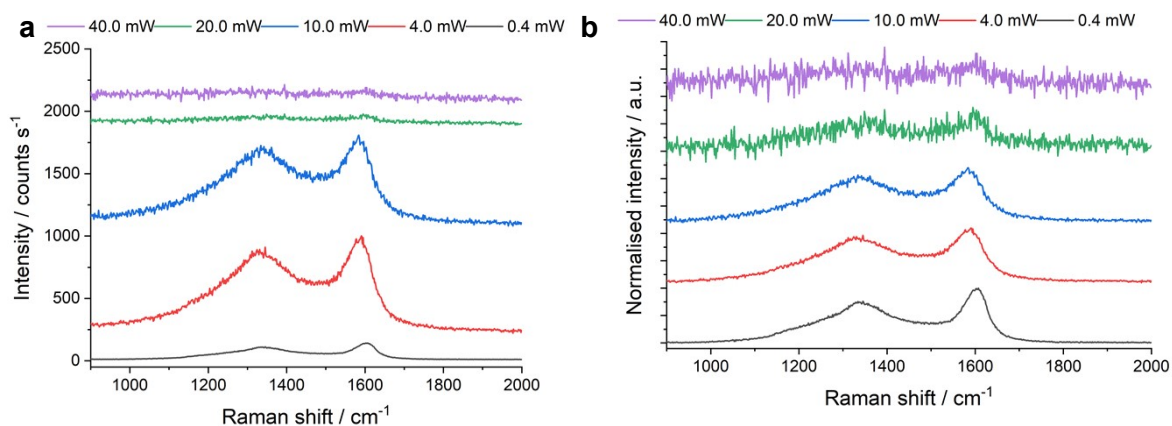 a
40.0 mW 20.0 mW 10.0 mW 4.0 mW 0.4 mW
2500
2000
1500
1000
500
0
Intensity / counts s⁻¹
1000 1200 1400 1600 1800 2000
Raman shift / cm⁻¹
b
40.0 mW 20.0 mW 10.0 mW 4.0 mW 0.4 mW
Normalised intensity / a.u.
1000 1200 1400 1600 1800 2000
Raman shift / cm⁻¹